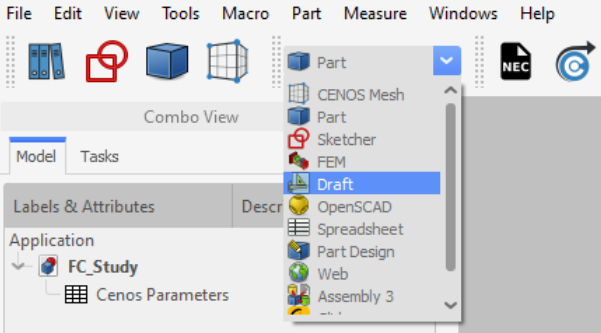 File Edit View Tools Macro Part Measure Windows Help
Part
NEC
Combo View
CENOS Mesh
Part
Model Tasks
Sketcher
FEM
Draft
Labels & Attributes Descr
OpenSCAD
Spreadsheet
Application
Part Design
FC_Study
Web
Cenos Parameters
Assembly 3